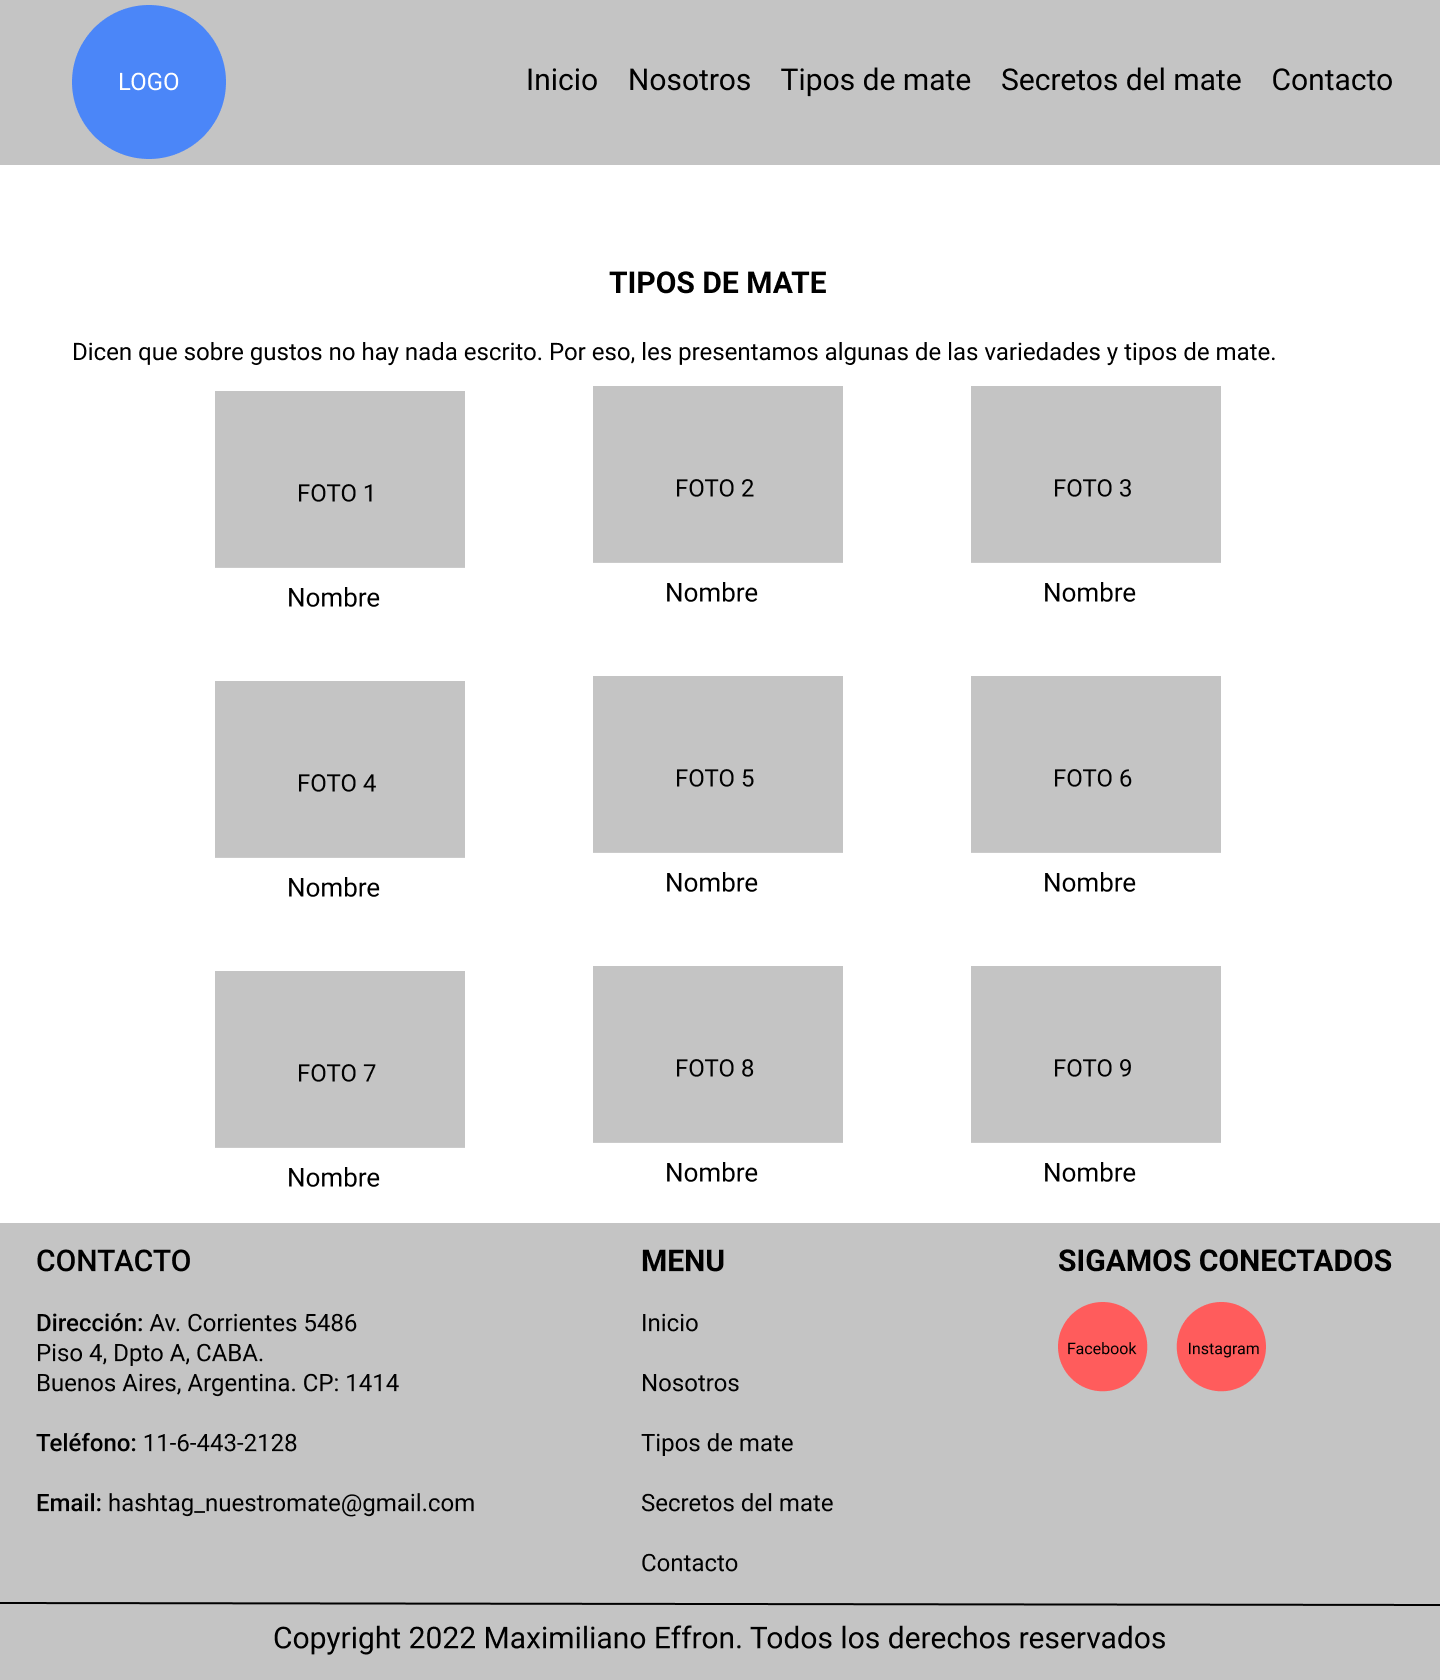 LOGO
Inicio Nosotros Tipos de mate Secretos del mate Contacto
TIPOS DE MATE
Dicen que sobre gustos no hay nada escrito. Por eso, les presentamos algunas de las variedades y tipos de mate.
FOTO 1
FOTO 2
FOTO 3
Nombre
Nombre
Nombre
FOTO 4
FOTO 5
FOTO 6
Nombre
Nombre
Nombre
FOTO 7
FOTO 8
FOTO 9
Nombre
Nombre
Nombre
CONTACTO
Dirección: Av. Corrientes 5486
Piso 4, Dpto A, CABA.
Buenos Aires, Argentina. CP: 1414
Teléfono: 11-6-443-2128
Email: hashtag_nuestromate@gmail.com
MENU
Inicio
Nosotros
Tipos de mate
Secretos del mate
Contacto
SIGAMOS CONECTADOS
Facebook
Instagram
Copyright 2022 Maximiliano Effron. Todos los derechos reservados